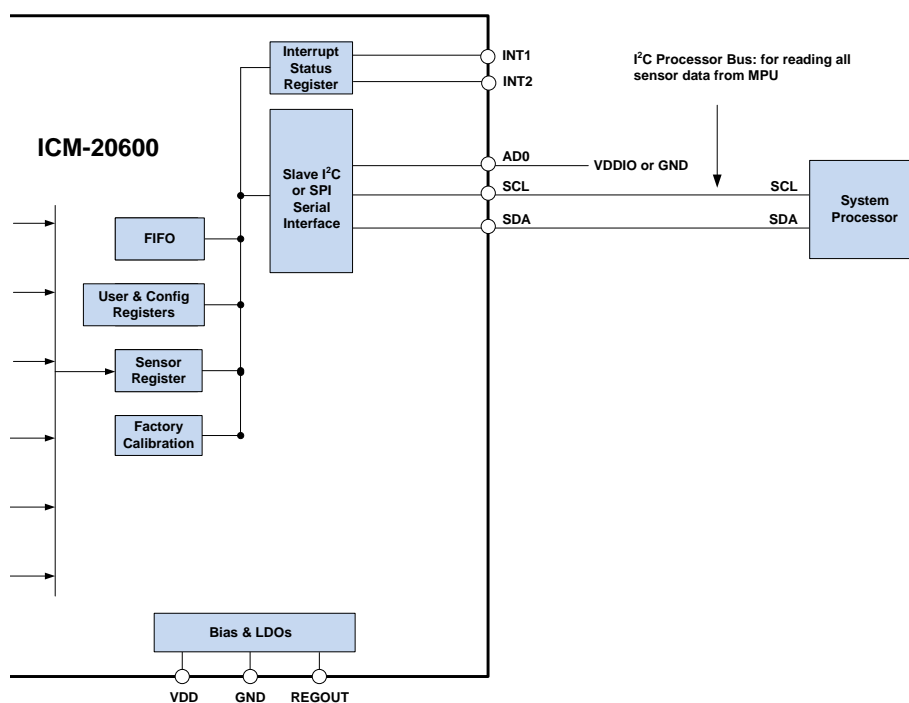 Interrupt
Status
Register
INT1
INT2
I²C Processor Bus: for reading all
sensor data from MPU
ICM-20600
Slave I²C
or SPI
Serial
Interface
AD0
VDDIO or GND
SCL
SCL
SDA
SDA
System
Processor
FIFO
User & Config
Registers
Sensor
Register
Factory
Calibration
Bias & LDOs
VDD
GND
REGOUT